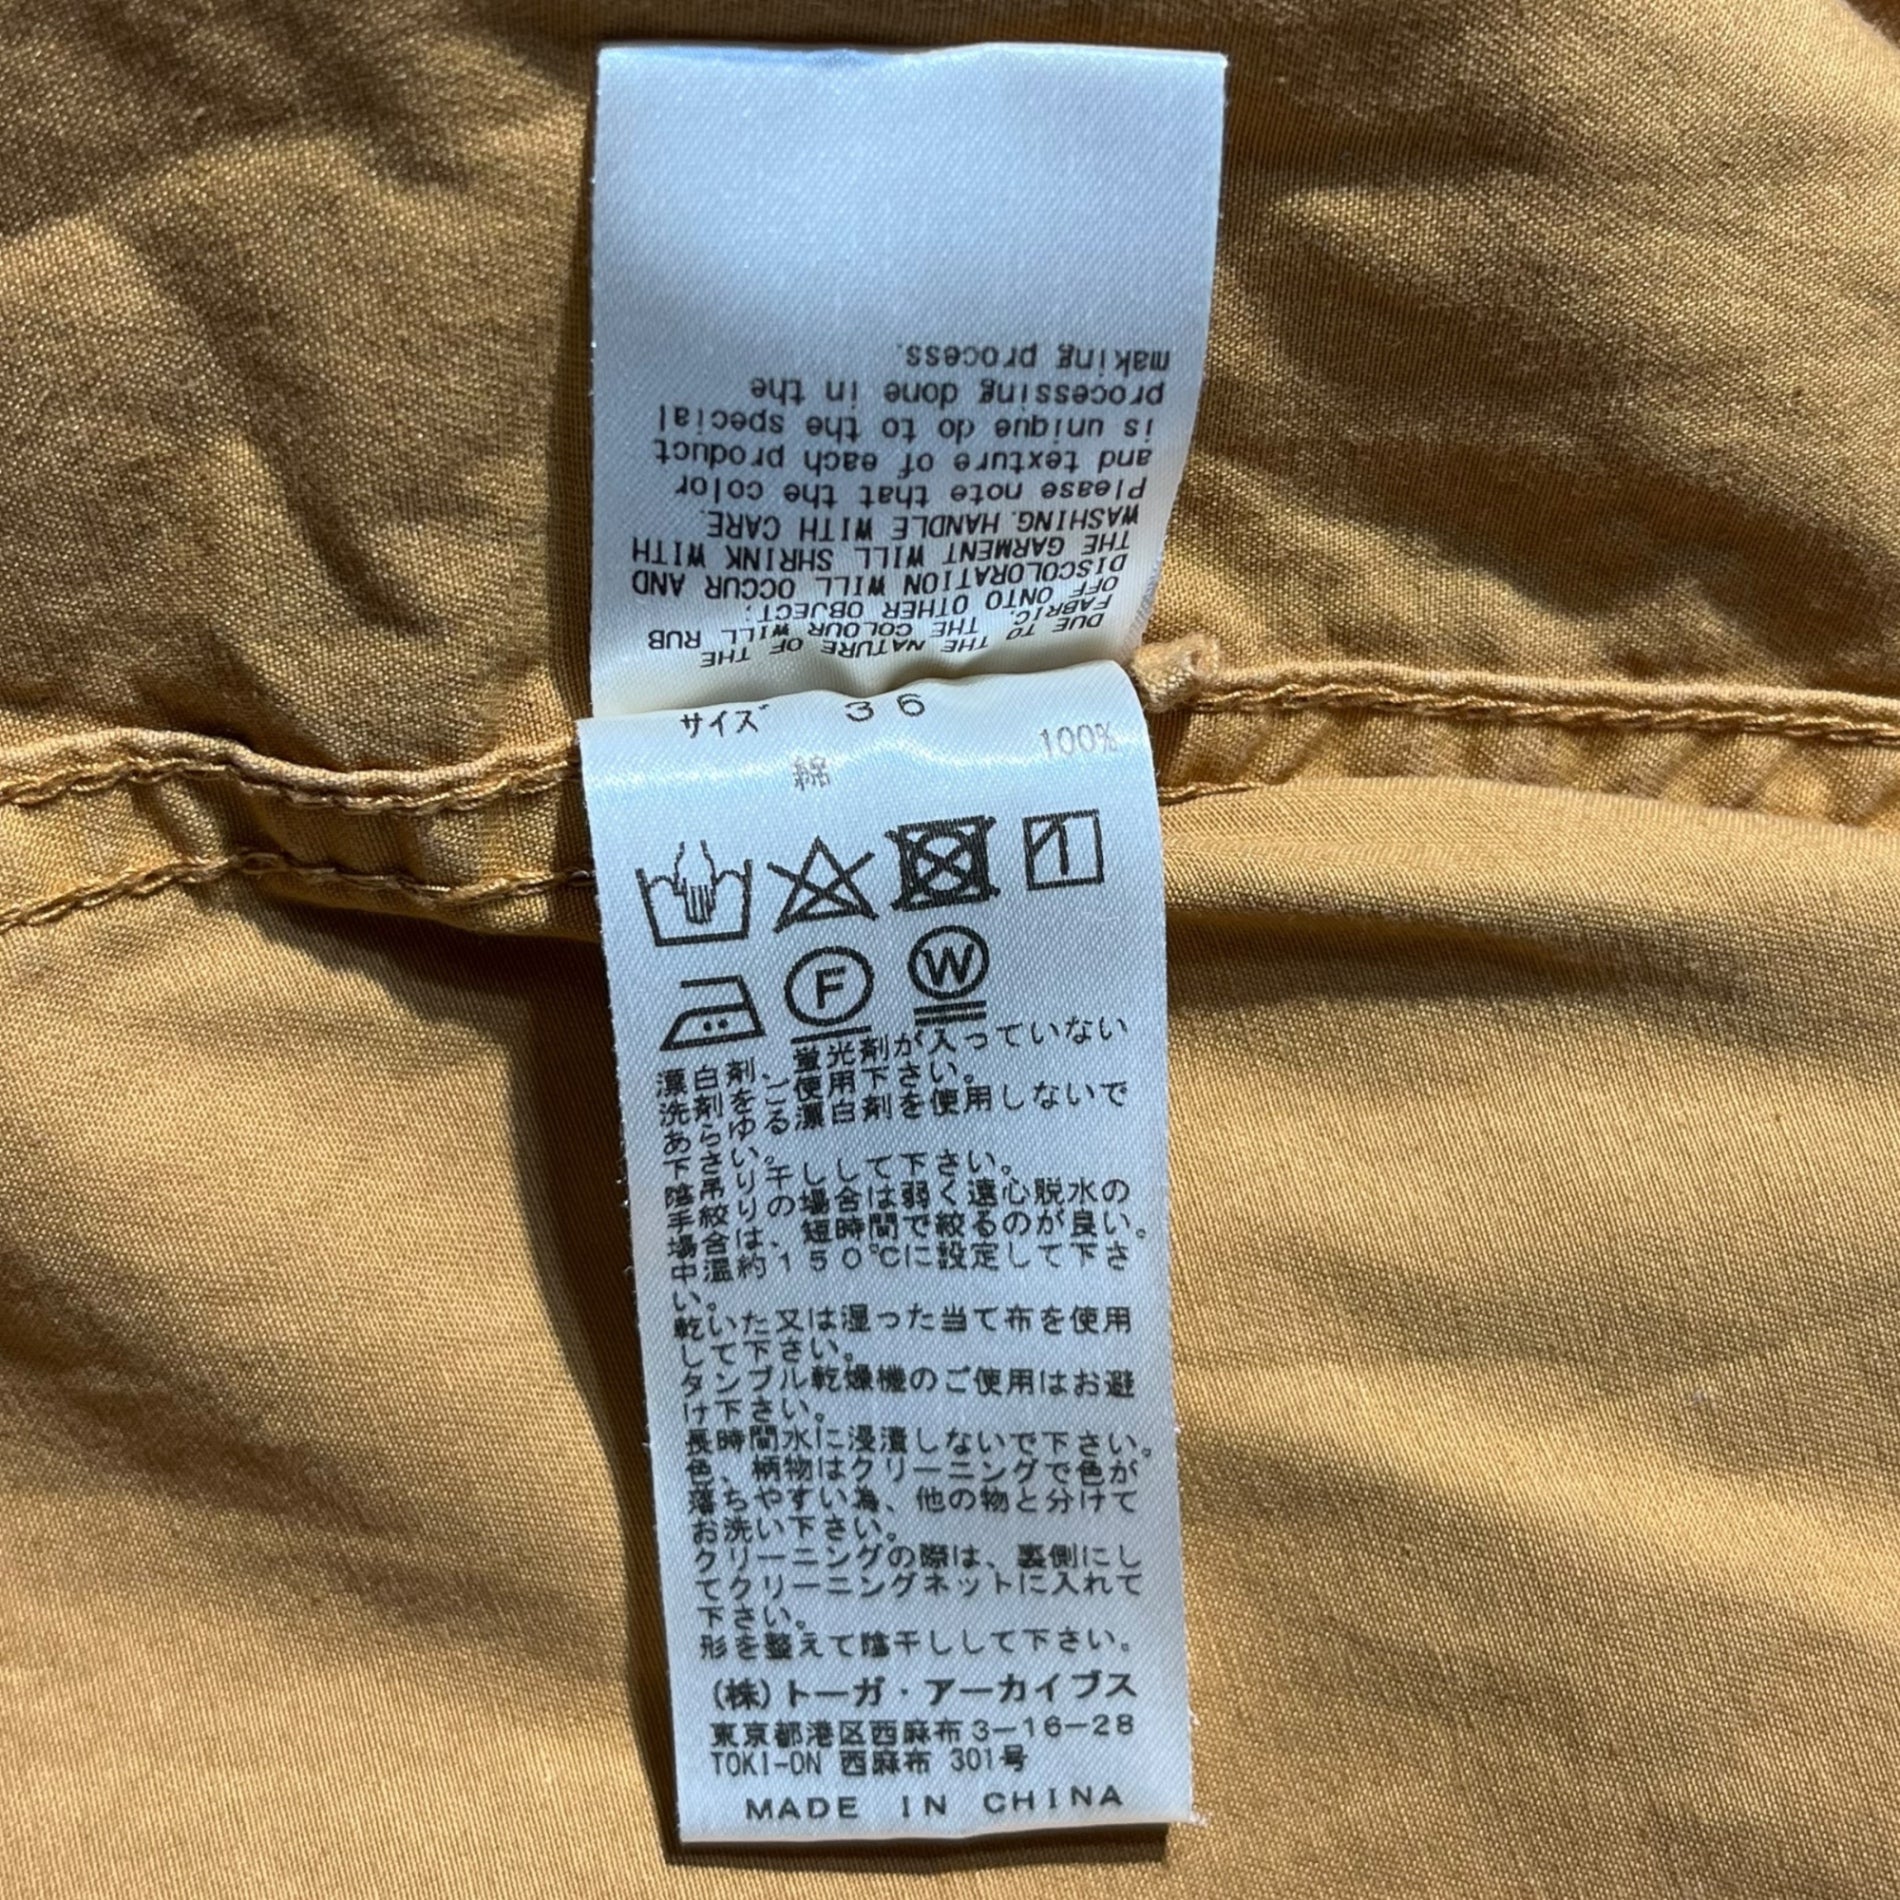 DUE TO THE NATURE OF THE
FABRIC. THE COLOUR WILL RUB
OFF ONTO OTHER OBJECT;
DISCOLORATION WILL OCCUR AND
THE GARMENT WILL SHRINK WITH
WASHING. HANDLE WITH CARE.
Please note that the color
and texture of each product
is unique do to the special
processing done in the
making process.
サイズ 36
綿 100%
F W
漂白剤、蛍光剤が入っていない
洗剤をご使用下さい。
あらゆる漂白剤を使用しないで
下さい。
陰吊り干しして下さい。
手絞りの場合は弱く遠心脱水の
場合は、短時間で絞るのが良い。
中温約150℃に設定して下さ
い。
乾いた又は湿った当て布を使用
して下さい。
タンブル乾燥機のご使用はお避
け下さい。
長時間水に浸漬しないで下さい。
色、柄物はクリーニングで色が
落ちやすい為、他の物と分けて
お洗い下さい。
クリーニングの際は、裏側にし
てクリーニングネットに入れて
下さい。
形を整えて陰干しして下さい。
(株)トーガ・アーカイブス
東京都港区西麻布3-16-28
TOKI-ON 西麻布 301号
MADE IN CHINA